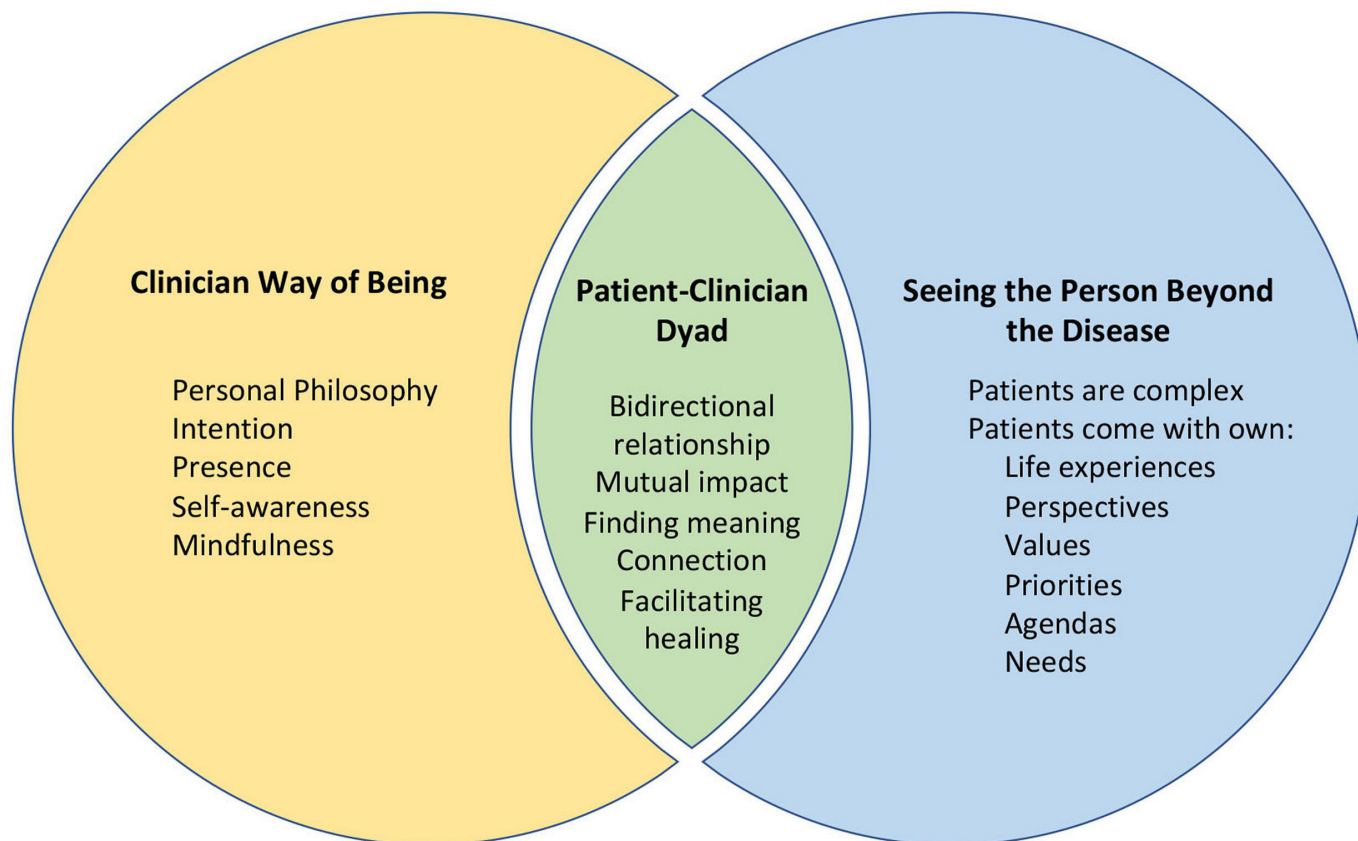 Clinician Way of Being
Personal Philosophy
Intention
Presence
Self-awareness
Mindfulness
Patient-Clinician
Dyad
Bidirectional
relationship
Mutual impact
Finding meaning
Connection
Facilitating
healing
Seeing the Person Beyond
the Disease
Patients are complex
Patients come with own:
Life experiences
Perspectives
Values
Priorities
Agendas
Needs